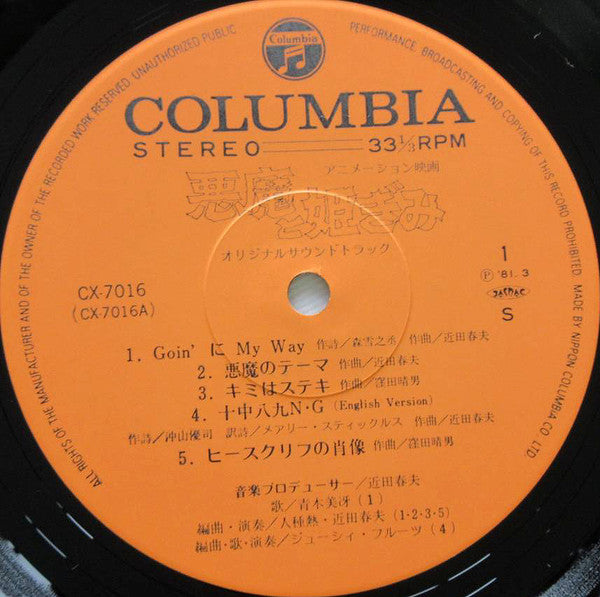 Columbia
COLUMBIA
STEREO 33⅓RPM
アニメーション映画
悪魔と姫ぎみ
オリジナルサウンドトラック
CX-7016
(CX-7016A)
1
Ⓟ '81. 3
JASRAC
S
1. Goin' に My Way 作詩/森雪之丞 作曲/近田春夫
2. 悪魔のテーマ 作曲/近田春夫
3. キミはステキ 作曲/窪田晴男
4. 十中八九N・G (English Version)
作詩/沖山優司 訳詩/メアリー・スティックルス 作曲/近田春夫
5. ヒースクリフの肖像 作曲/窪田晴男
音楽プロデューサー/近田春夫
歌/青木美冴(1)
編曲・演奏/人種熱・近田春夫(1・2・3・5)
編曲・歌・演奏/ジューシィ・フルーツ(4)
ALL RIGHTS OF THE MANUFACTURER AND OF THE OWNER OF THE RECORDED WORK RESERVED. UNAUTHORIZED PUBLIC PERFORMANCE, BROADCASTING AND COPYING OF THIS RECORD PROHIBITED. MADE BY NIPPON COLUMBIA CO. LTD.